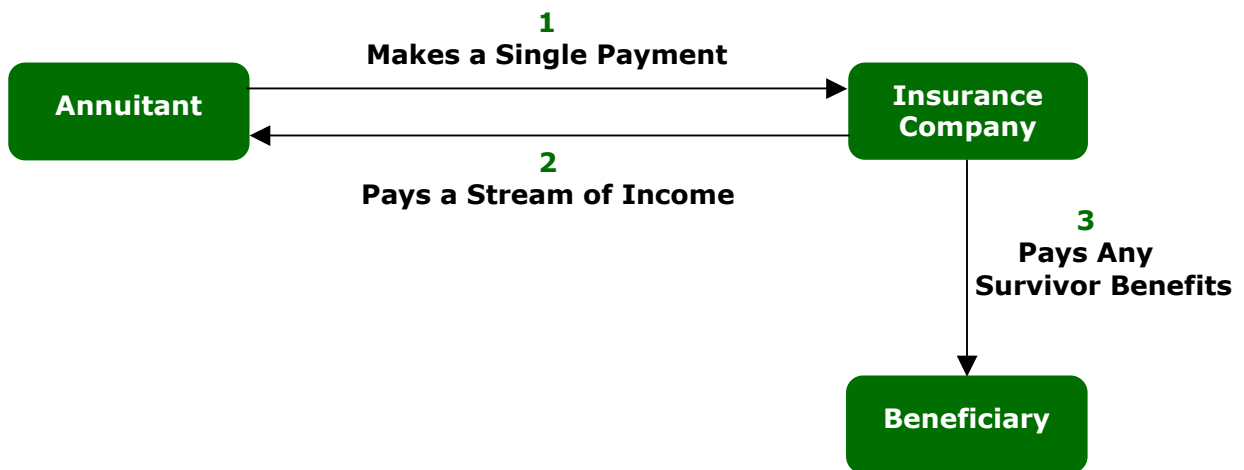 1
Makes a Single Payment
Annuitant
Insurance
Company
2
Pays a Stream of Income
3
Pays Any
Survivor Benefits
Beneficiary